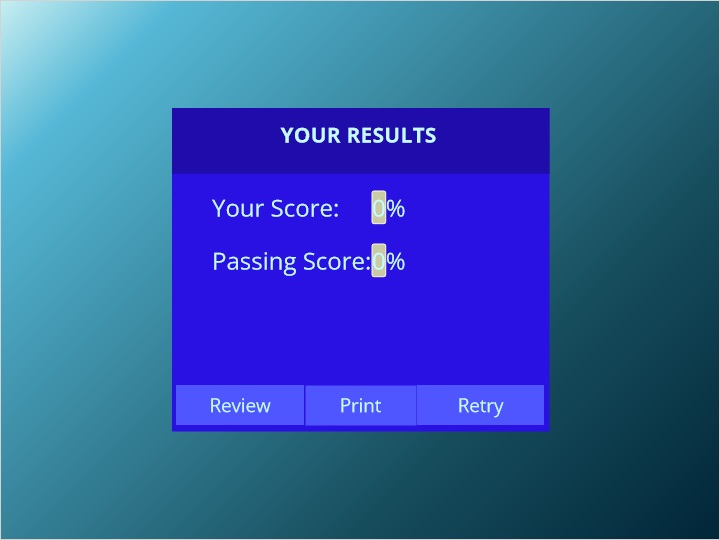 YOUR RESULTS
Your Score: 0%
Passing Score:0%
Review Print Retry